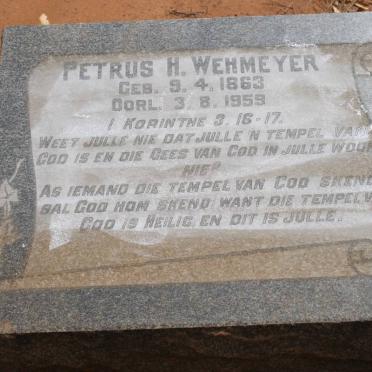 PETRUS H. WEHMEYER
GEB. 9. 4. 1863
OORL. 3. 8. 1959
I KORINTHE 3. 16-17.
WEET JULLE NIE DAT JULLE 'N TEMPEL VAN
GOD IS EN DIE GEES VAN GOD IN JULLE WOON
NIE?
AS IEMAND DIE TEMPEL VAN GOD SKEND
SAL GOD HOM SKEND WANT DIE TEMPEL V
GOD IS HEILIG, EN DIT IS JULLE.